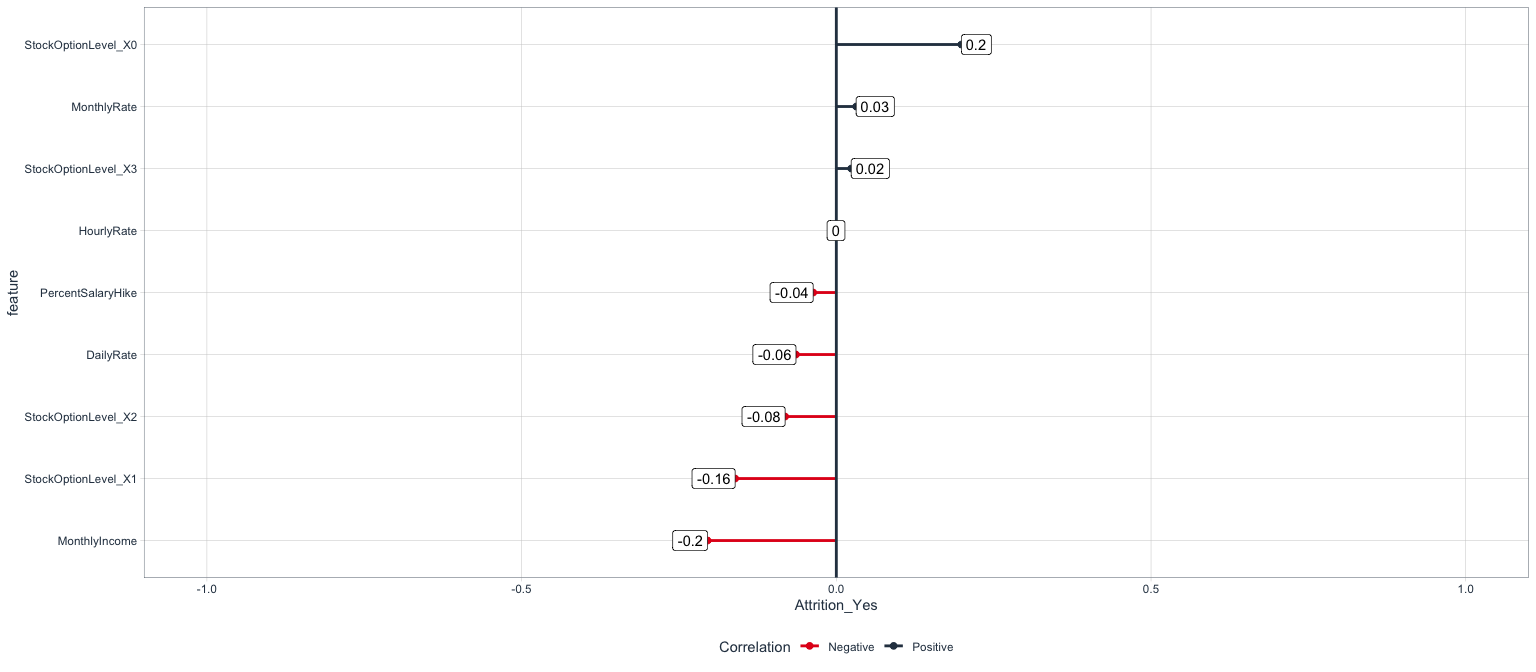 StockOptionLevel_X0
0.2
MonthlyRate
0.03
StockOptionLevel_X3
0.02
HourlyRate
0
PercentSalaryHike
-0.04
DailyRate
-0.06
StockOptionLevel_X2
-0.08
StockOptionLevel_X1
-0.16
MonthlyIncome
-0.2
feature
-1.0 -0.5 0.0 0.5 1.0
Attrition_Yes
Correlation Negative Positive